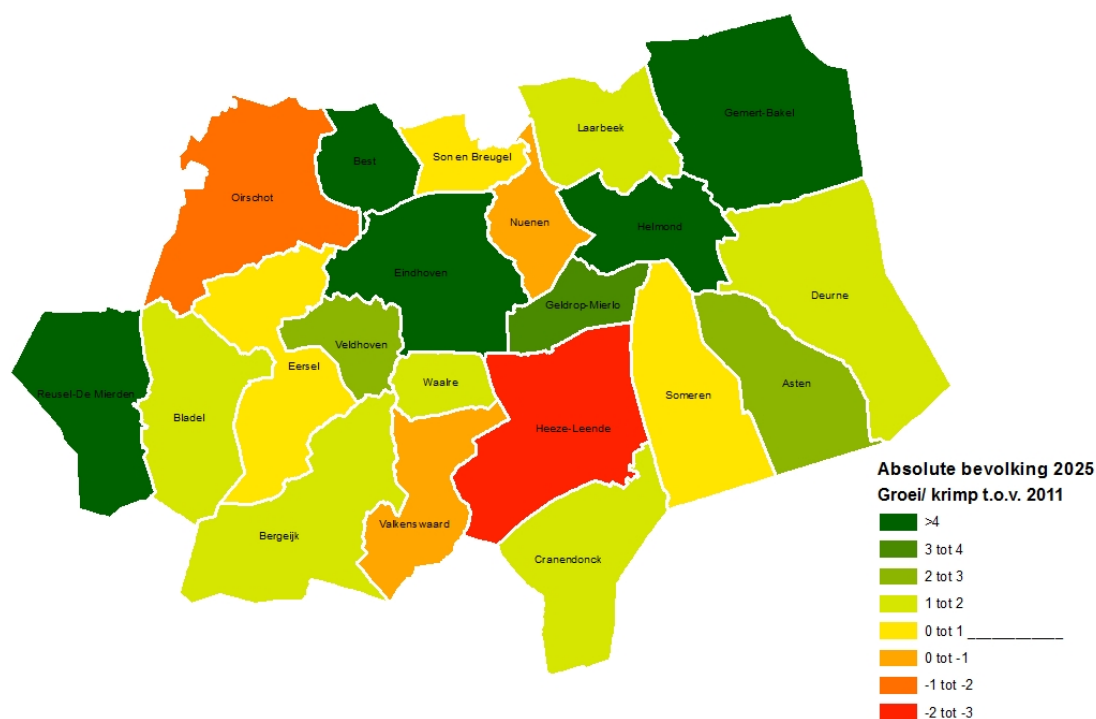 Gemert-Bakel
Laarbeek
Best
Son en Breugel
Oirschot
Nuenen
Helmond
Eindhoven
Deurne
Geldrop-Mierlo
Veldhoven
Eersel
Waalre
Asten
Reusel-De Mierden
Someren
Bladel
Heeze-Leende
Valkenswaard
Bergeijk
Cranendonck
Absolute bevolking 2025
Groei/ krimp t.o.v. 2011
>4
3 tot 4
2 tot 3
1 tot 2
0 tot 1 ____________
0 tot -1
-1 tot -2
-2 tot -3